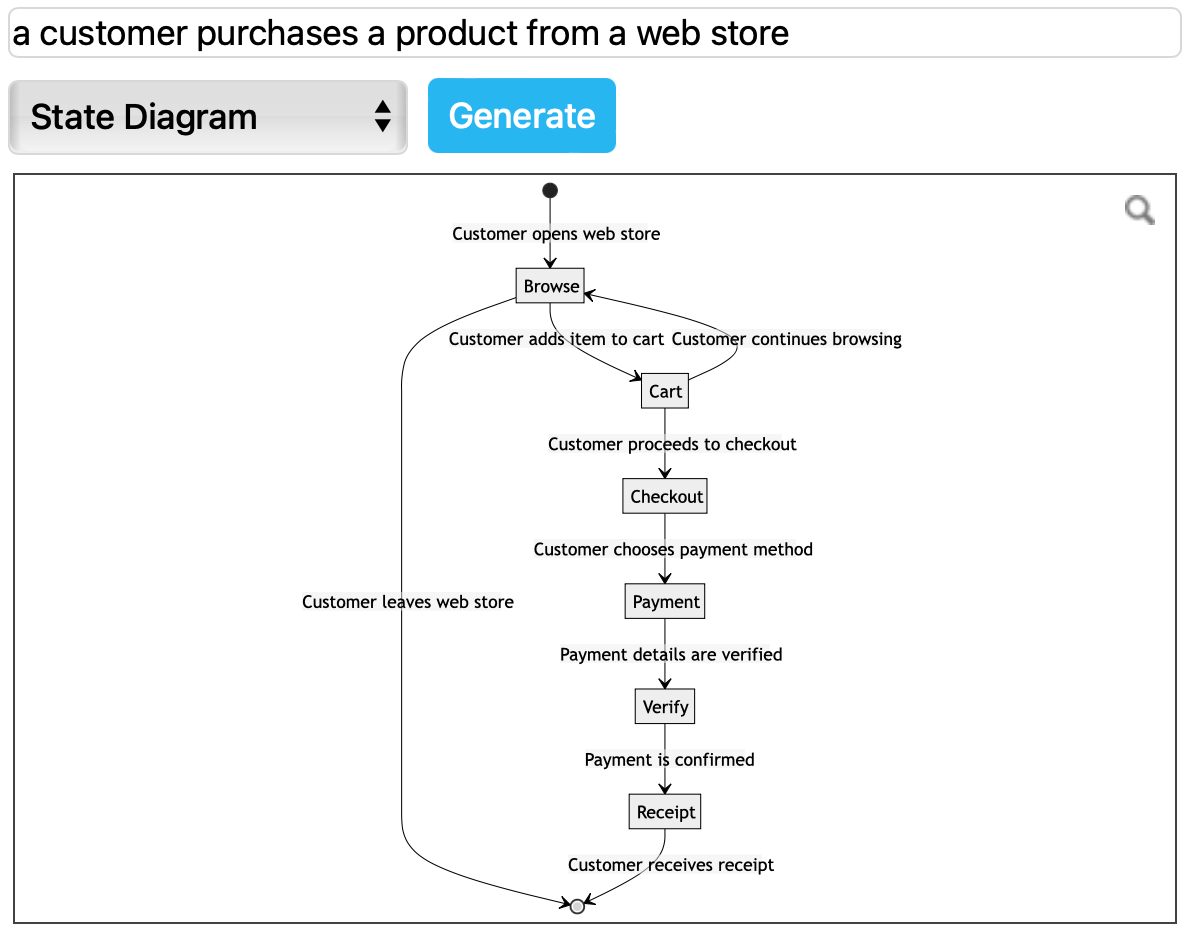 a customer purchases a product from a web store
State Diagram
Generate
Customer opens web store
Browse
Customer adds item to cart
Customer continues browsing
Cart
Customer proceeds to checkout
Checkout
Customer chooses payment method
Payment
Customer leaves web store
Payment details are verified
Verify
Payment is confirmed
Receipt
Customer receives receipt